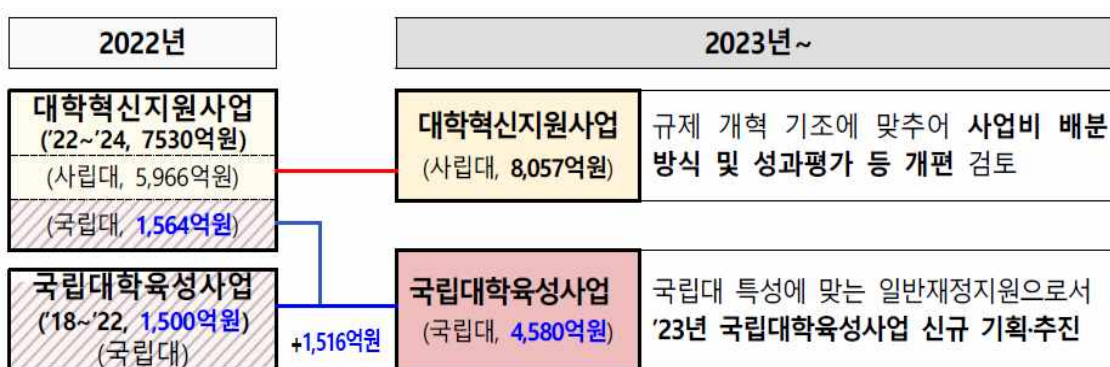 2022년
2023년~
대학혁신지원사업
('22~'24, 7530억원)
(사립대, 5,966억원)
(국립대, 1,564억원)
대학혁신지원사업
(사립대, 8,057억원)
규제 개혁 기조에 맞추어 사업비 배분
방식 및 성과평가 등 개편 검토
국립대학육성사업
('18~'22, 1,500억원)
(국립대)
+1,516억원
국립대학육성사업
(국립대, 4,580억원)
국립대 특성에 맞는 일반재정지원으로서
'23년 국립대학육성사업 신규 기획·추진